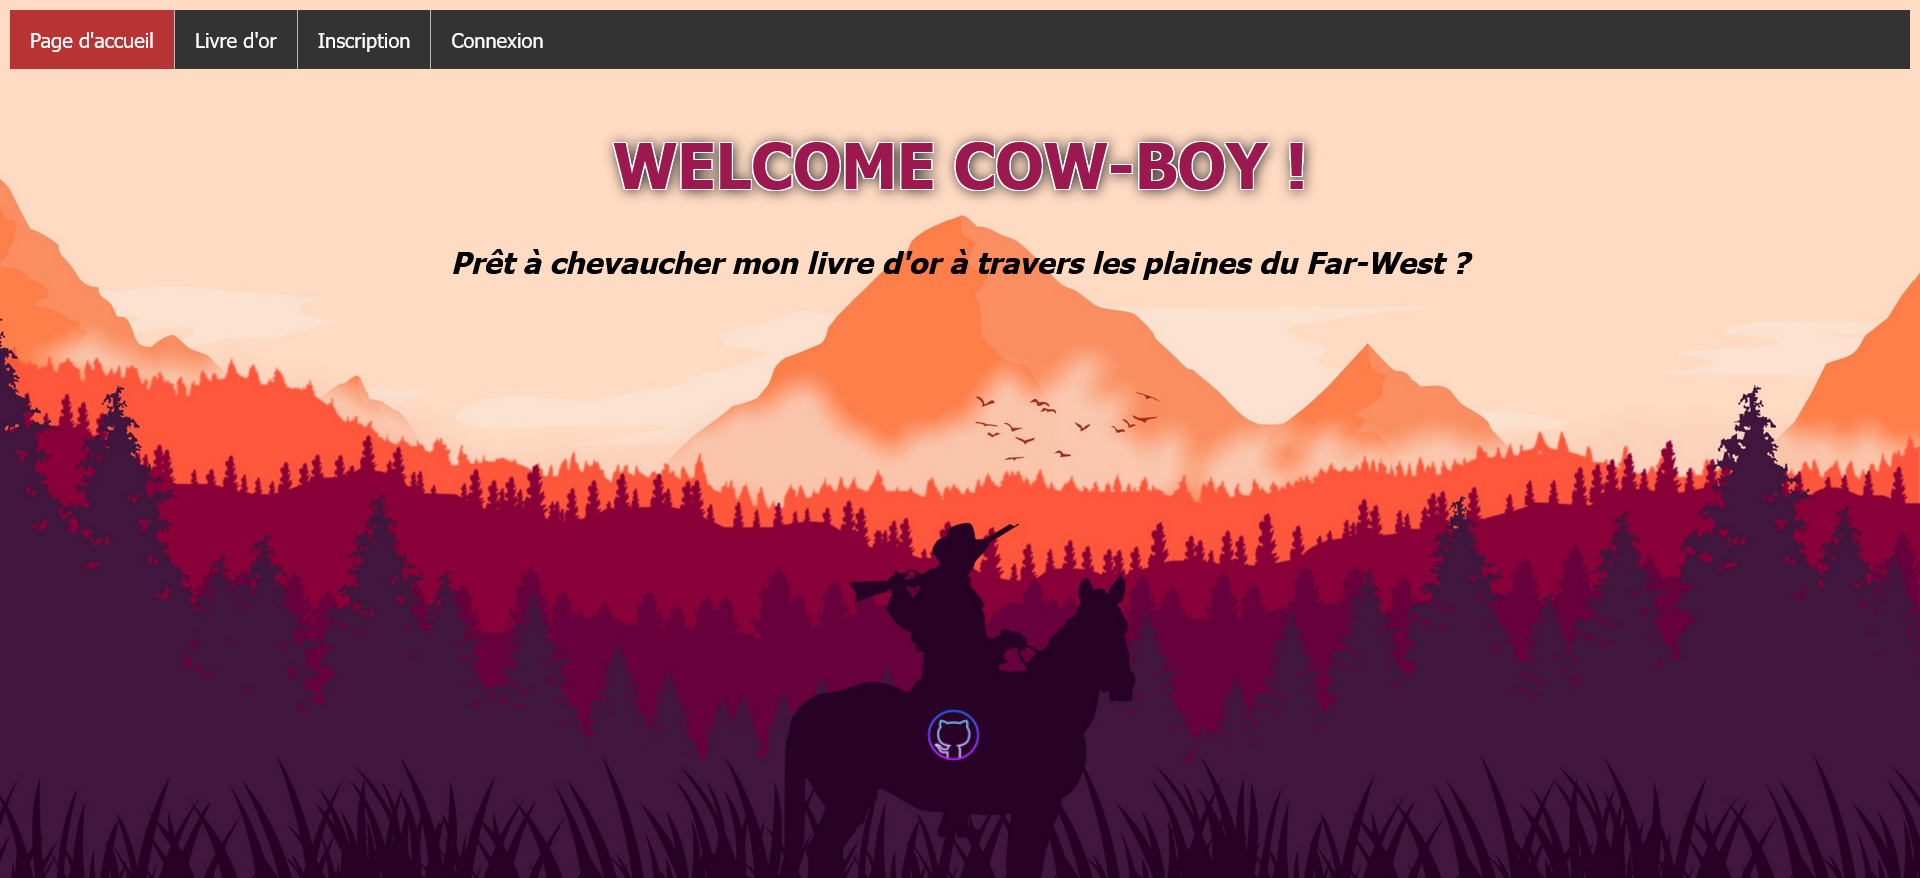 Page d'accueil
Livre d'or
Inscription
Connexion
WELCOME COW-BOY !
Prêt à chevaucher mon livre d'or à travers les plaines du Far-West ?